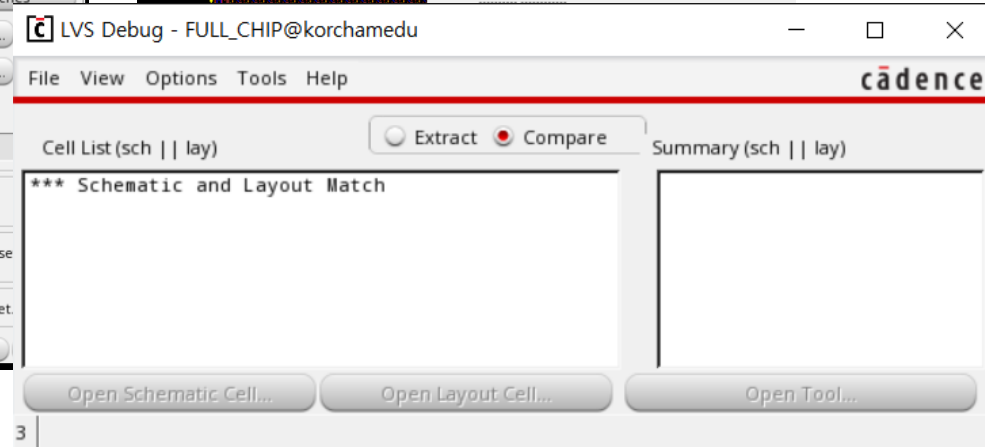 LVS Debug - FULL_CHIP@korchamedu
File View Options Tools Help cādence
Extract Compare
Cell List (sch || lay) Summary (sch || lay)
*** Schematic and Layout Match
Open Schematic Cell... Open Layout Cell... Open Tool...
3